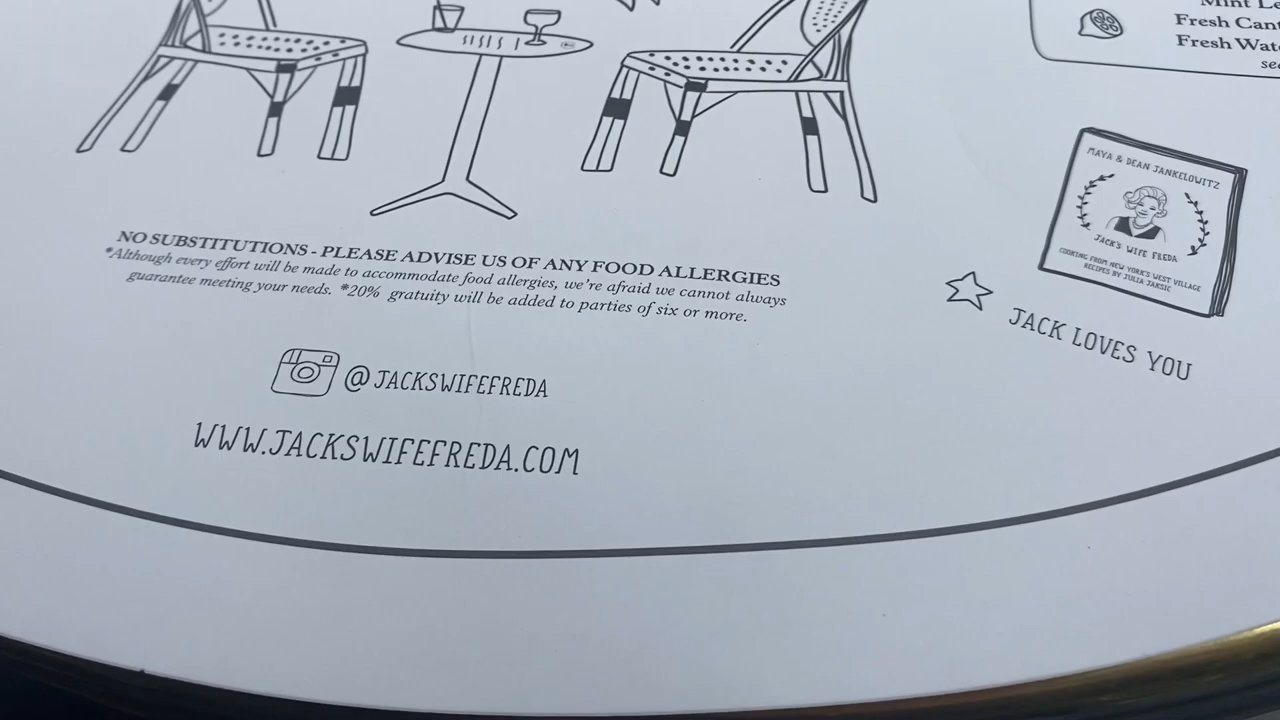 Fresh
Fresh
NO SUBSTITUTIONS - PLEASE ADVISE US OF ANY FOOD ALLERGIES
*Although every effort will be made to accommodate food allergies, we're afraid we cannot always
guarantee meeting your needs. *20% gratuity will be added to parties of six or more.
@JACKSWIFEFREDA
WWW.JACKSWIFEFREDA.COM
MAYA & DEAN JANKELOWITZ
JACK'S WIFE FREDA
COOKING FROM NEW YORK'S WEST VILLAGE
RECIPES BY JULIA JAKSIC
JACK LOVES YOU